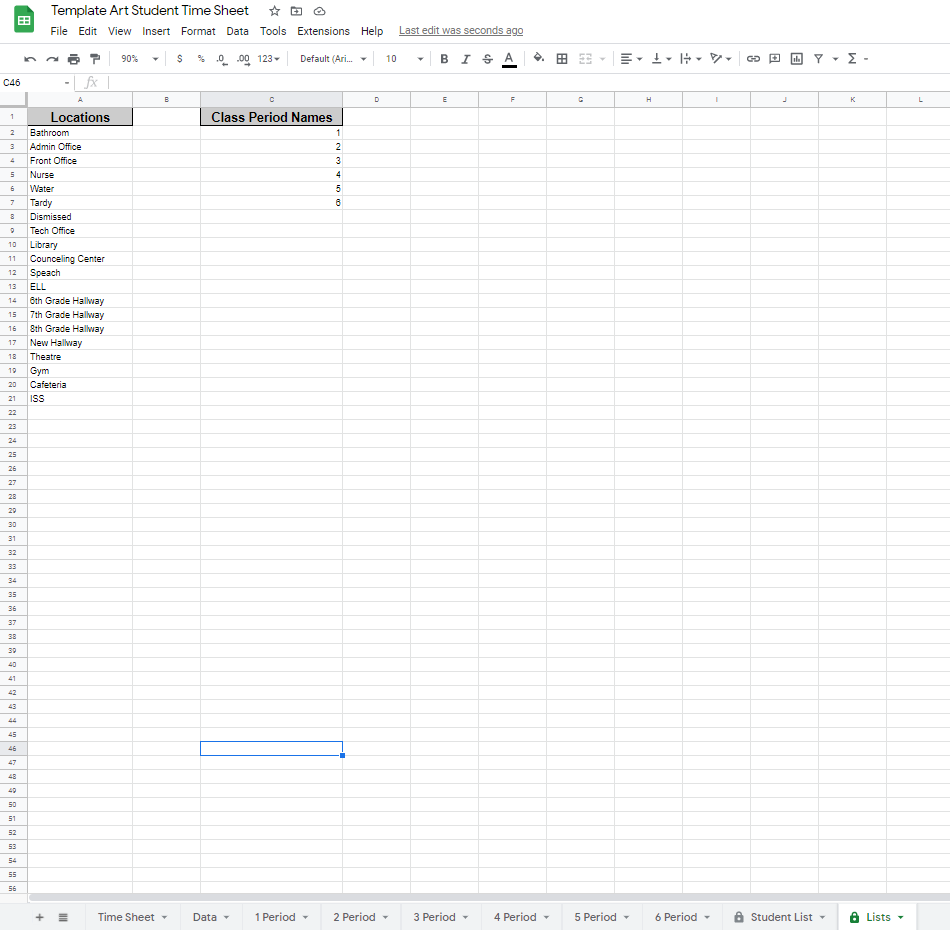 Template Art Student Time Sheet
File Edit View Insert Format Data Tools Extensions Help Last edit was seconds ago
90% $ % .0 .00 123 Default (Ari... 10 B I S A
C46 fx
A B C D E F G H I J K L
1 Locations Class Period Names
2 Bathroom 1
3 Admin Office 2
4 Front Office 3
5 Nurse 4
6 Water 5
7 Tardy 6
8 Dismissed
9 Tech Office
10 Library
11 Counceling Center
12 Speach
13 ELL
14 6th Grade Hallway
15 7th Grade Hallway
16 8th Grade Hallway
17 New Hallway
18 Theatre
19 Gym
20 Cafeteria
21 ISS
22
23
24
25
26
27
28
29
30
31
32
33
34
35
36
37
38
39
40
41
42
43
44
45
46
47
48
49
50
51
52
53
54
55
56
+ Time Sheet Data 1 Period 2 Period 3 Period 4 Period 5 Period 6 Period Student List Lists